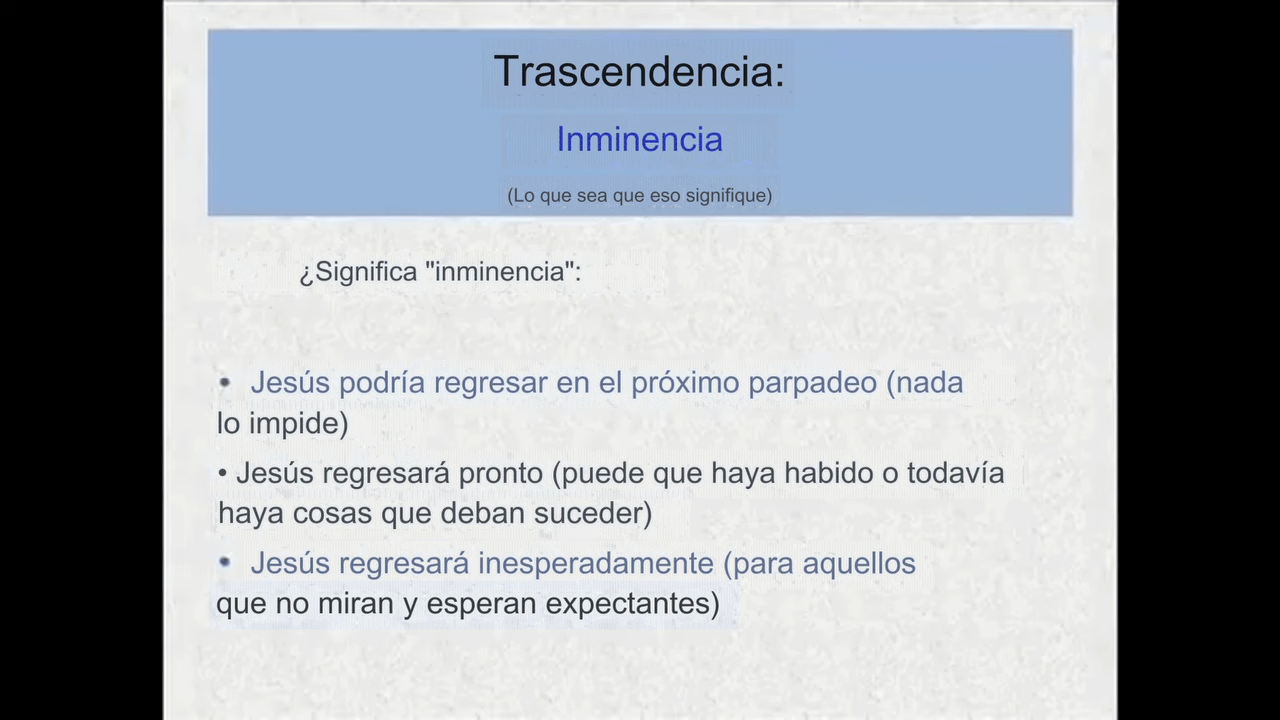 Trascendencia:
Inminencia
(Lo que sea que eso signifique)
¿Significa "inminencia":
• Jesús podría regresar en el próximo parpadeo (nada
lo impide)
• Jesús regresará pronto (puede que haya habido o todavía
haya cosas que deban suceder)
• Jesús regresará inesperadamente (para aquellos
que no miran y esperan expectantes)